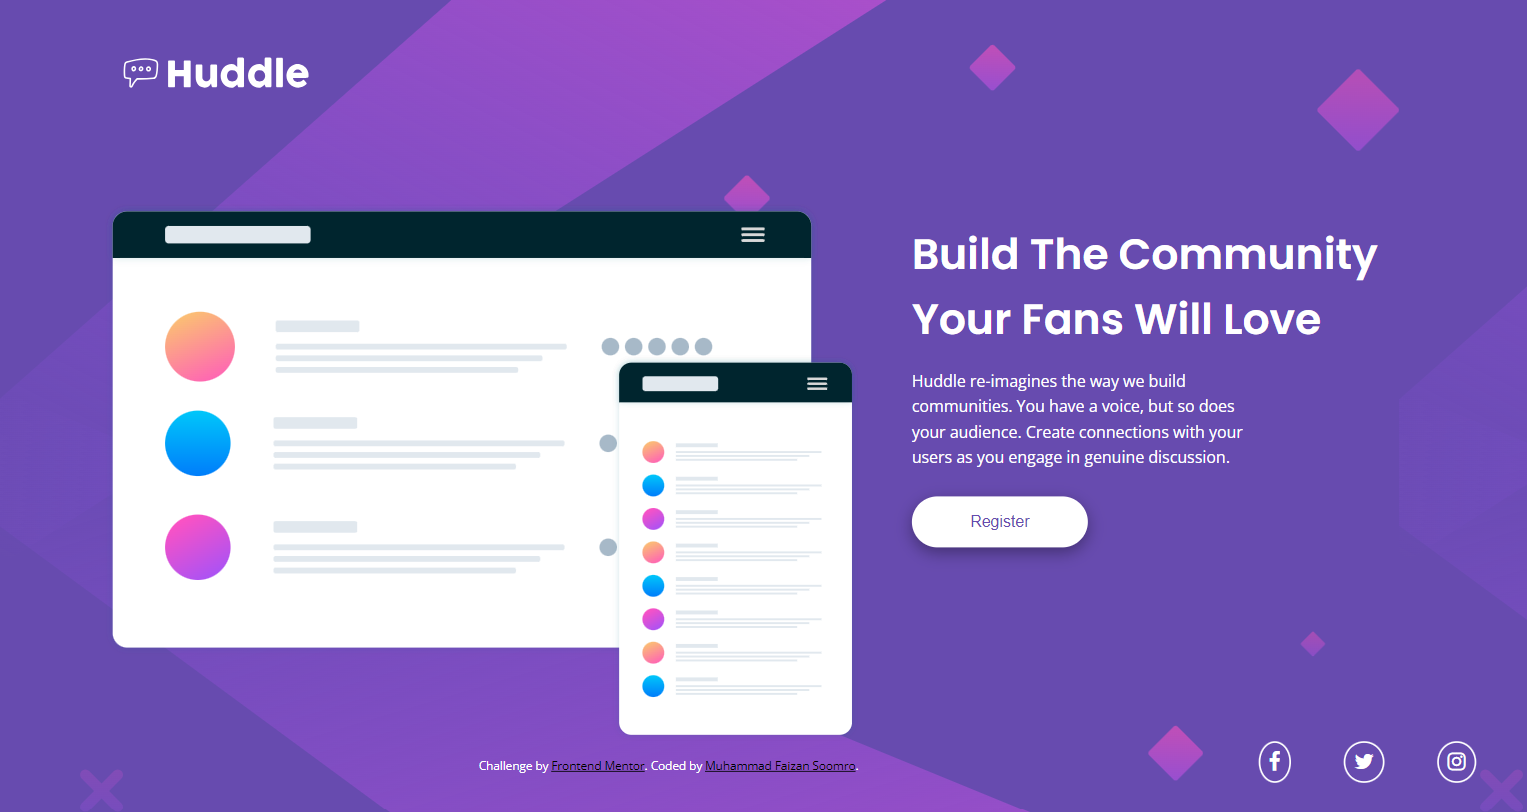 Huddle
Build The Community
Your Fans Will Love
Huddle re-imagines the way we build
communities. You have a voice, but so does
your audience. Create connections with your
users as you engage in genuine discussion.
Register
Challenge by Frontend Mentor. Coded by Muhammad Faizan Soomro.